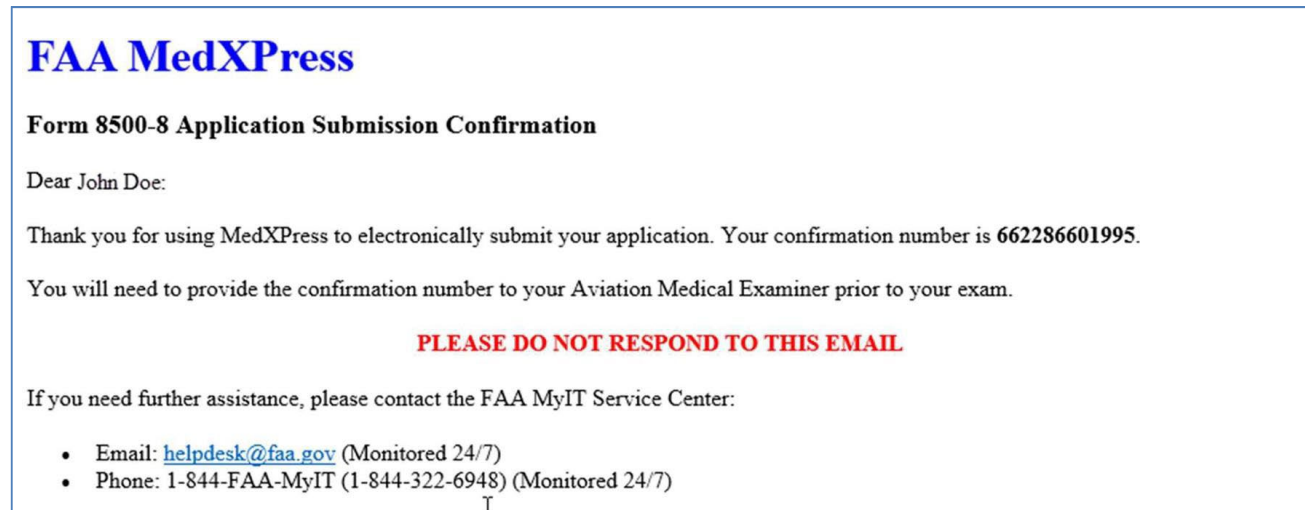 FAA MedXPress
Form 8500-8 Application Submission Confirmation
Dear John Doe:
Thank you for using MedXPress to electronically submit your application. Your confirmation number is 662286601995.
You will need to provide the confirmation number to your Aviation Medical Examiner prior to your exam.
PLEASE DO NOT RESPOND TO THIS EMAIL
If you need further assistance, please contact the FAA MyIT Service Center:
• Email: helpdesk@faa.gov (Monitored 24/7)
• Phone: 1-844-FAA-MyIT (1-844-322-6948) (Monitored 24/7)